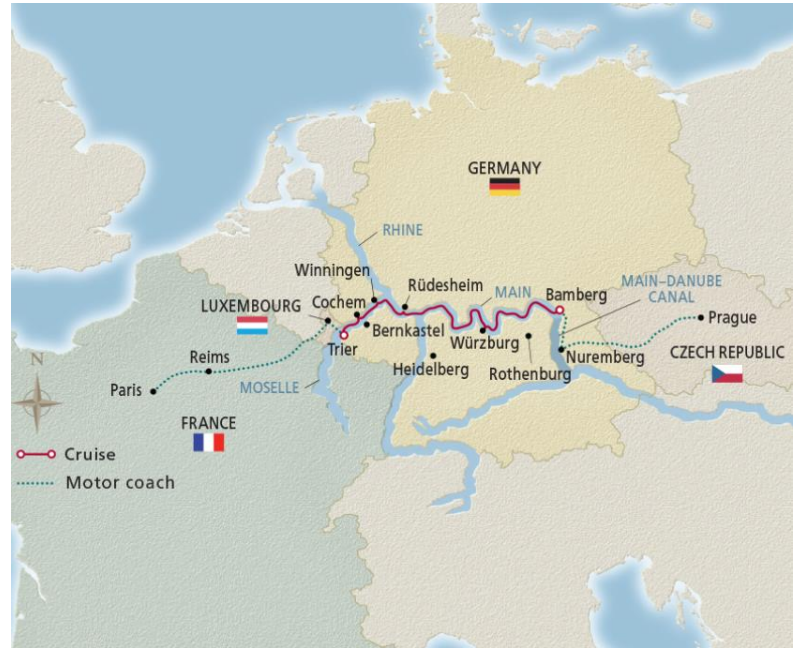 GERMANY
RHINE
Winningen
Rüdesheim
MAIN
MAIN–DANUBE
CANAL
LUXEMBOURG
Cochem
Bamberg
Bernkastel
Prague
Trier
Würzburg
Nuremberg
Reims
Heidelberg
Rothenburg
CZECH REPUBLIC
N
Paris
MOSELLE
FRANCE
Cruise
Motor coach